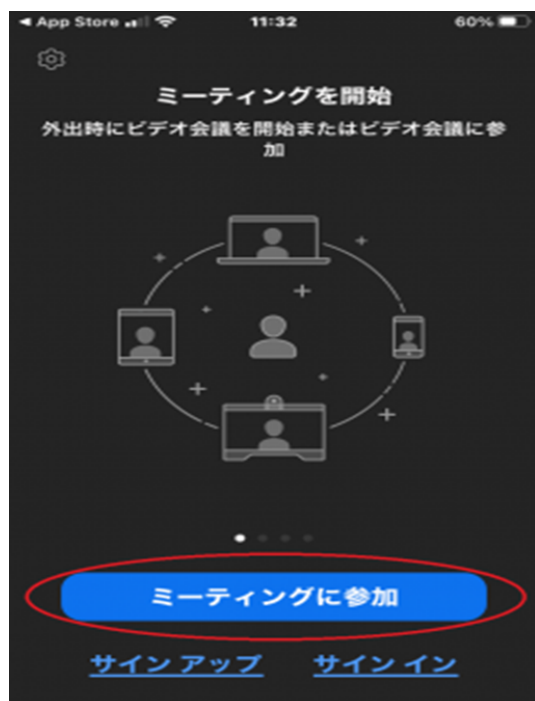 App Store 11:32 60%
ミーティングを開始
外出時にビデオ会議を開始またはビデオ会議に参
加
ミーティングに参加
サイン アップ サイン イン